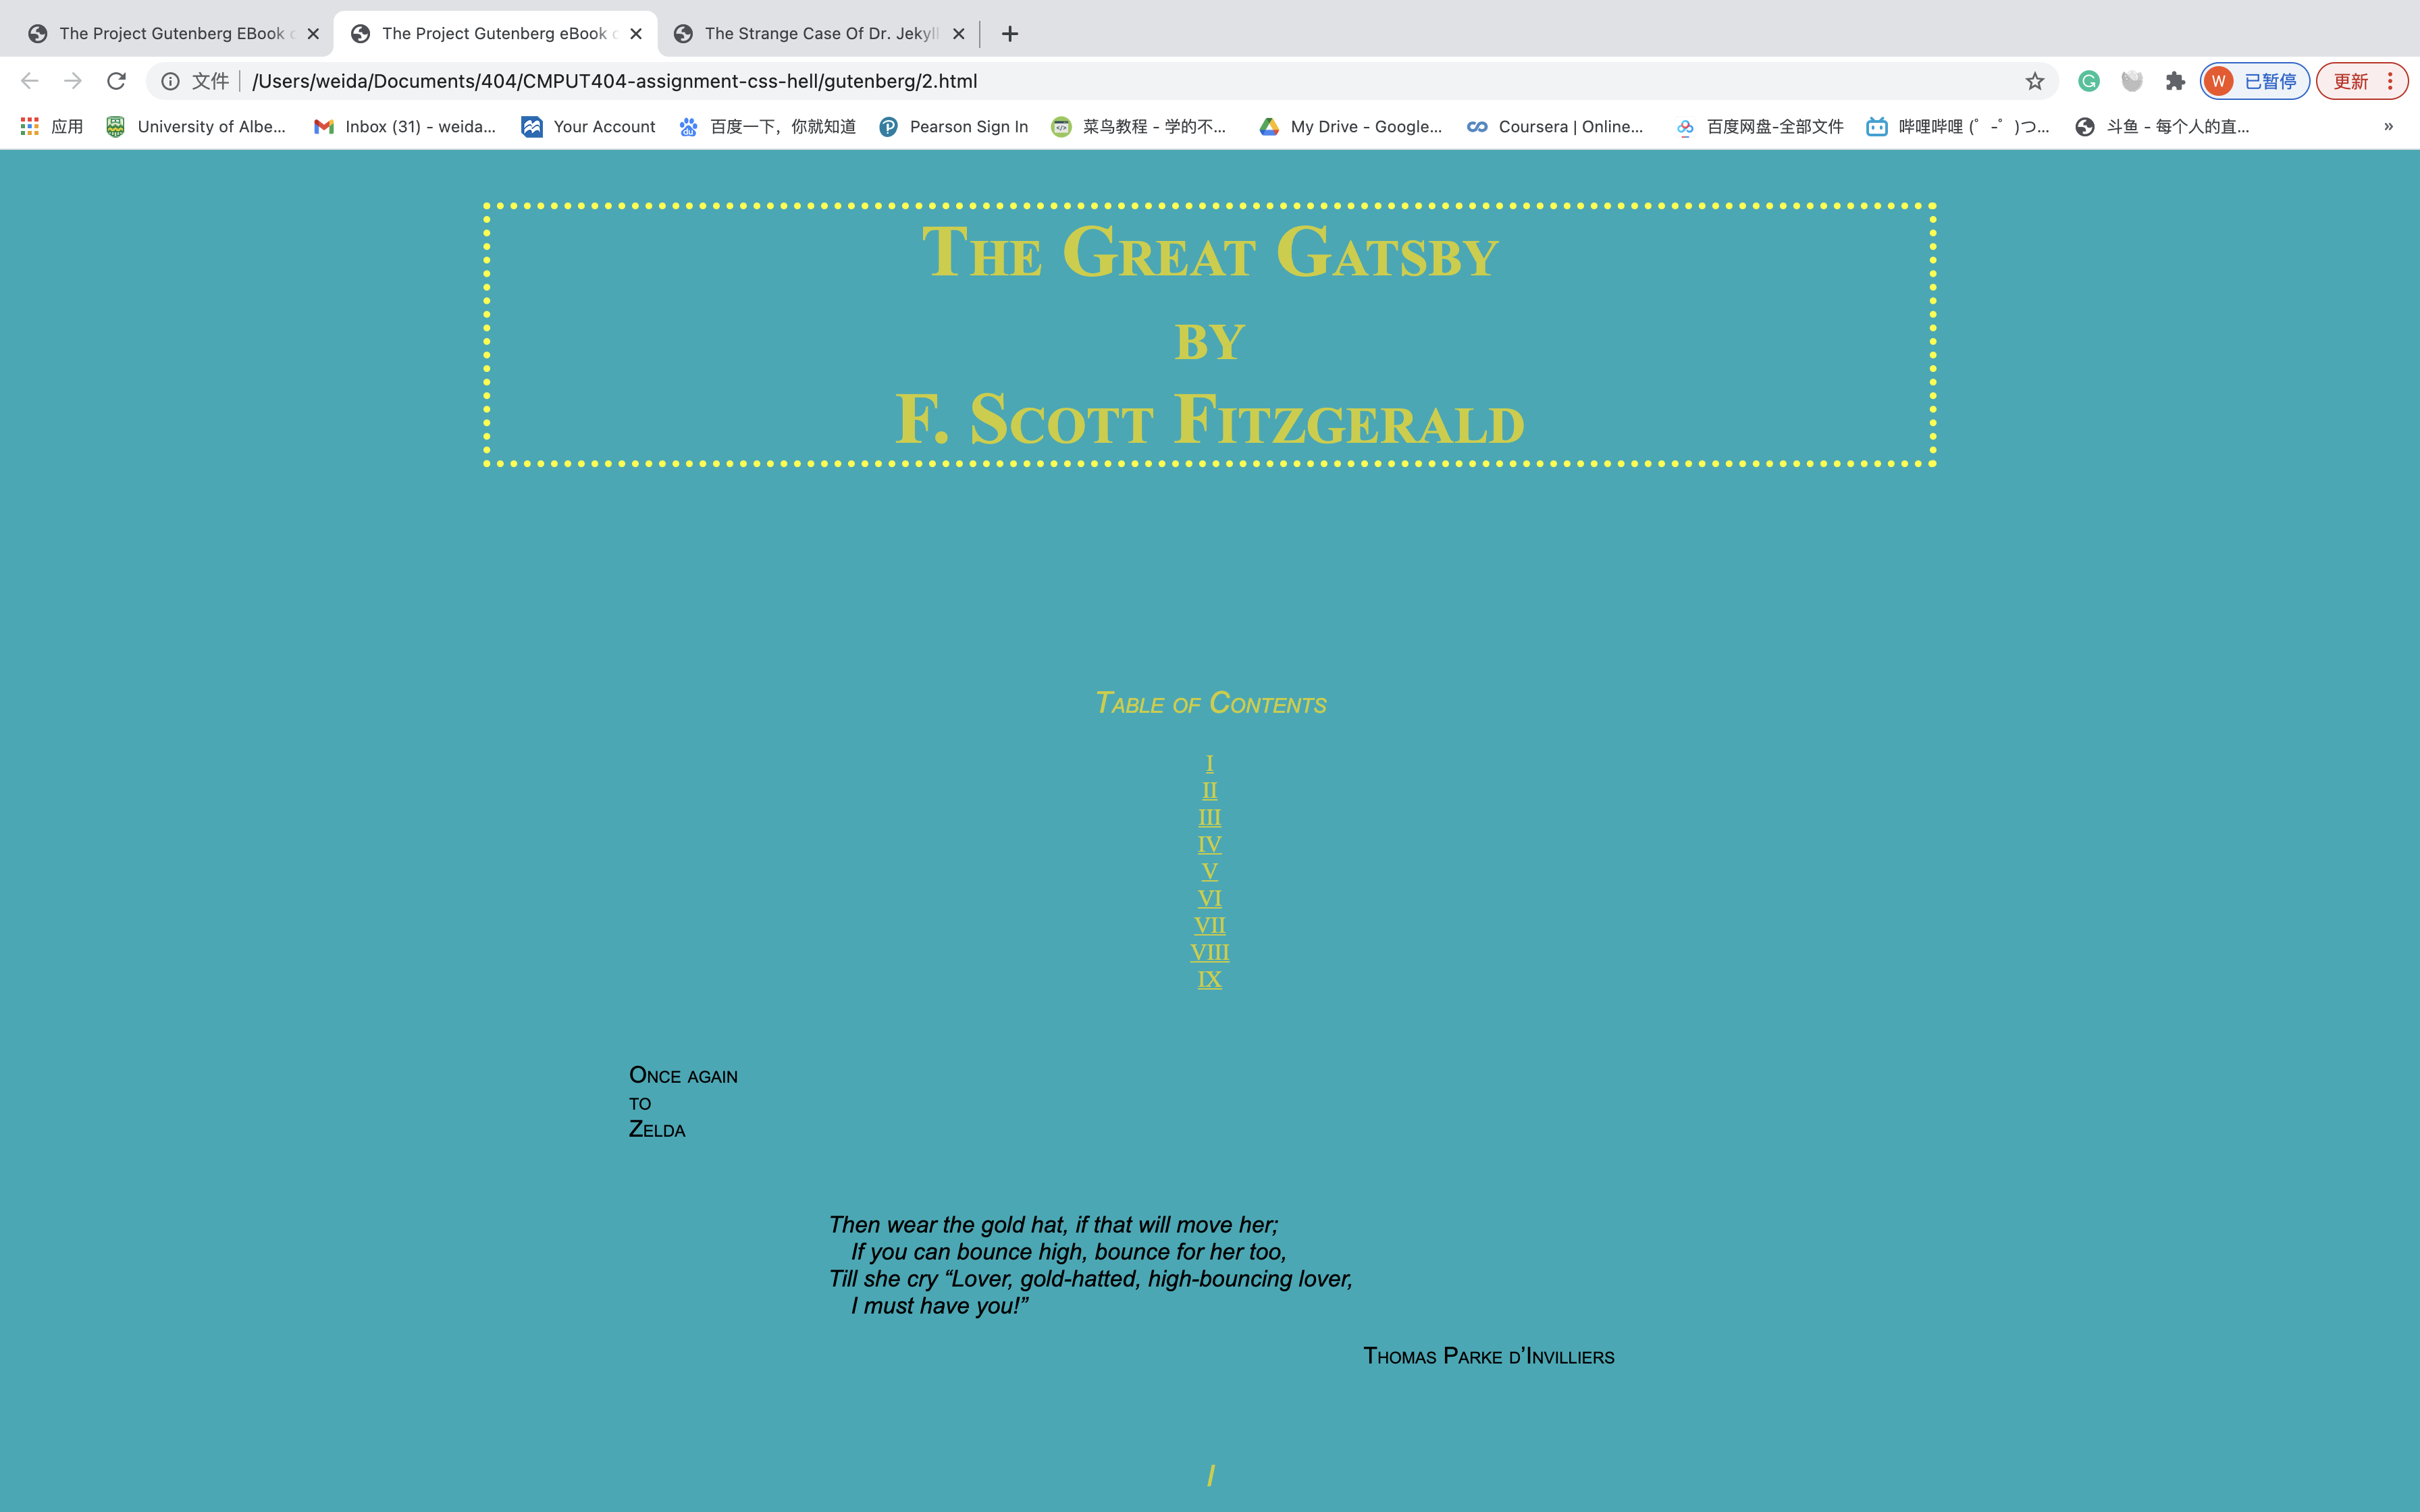 The Project Gutenberg EBook
The Project Gutenberg eBook
The Strange Case Of Dr. Jekyll
文件 /Users/weida/Documents/404/CMPUT404-assignment-css-hell/gutenberg/2.html
W 已暂停 更新
应用 University of Albe... Inbox (31) - weida... Your Account 百度一下，你就知道 Pearson Sign In 菜鸟教程 - 学的不... My Drive - Google... Coursera | Online... 百度网盘-全部文件 哔哩哔哩 (゜-゜)つ... 斗鱼 - 每个人的直... »
The Great Gatsby
by
F. Scott Fitzgerald
Table of Contents
I
II
III
IV
V
VI
VII
VIII
IX
Once again
to
Zelda
Then wear the gold hat, if that will move her;
If you can bounce high, bounce for her too,
Till she cry “Lover, gold-hatted, high-bouncing lover,
I must have you!”
Thomas Parke d’Invilliers
I